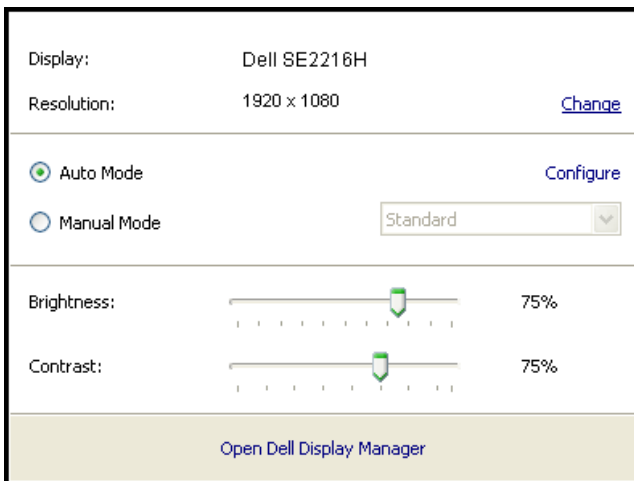 Display: Dell SE2216H
Resolution: 1920 x 1080 Change
Auto Mode Configure
Manual Mode Standard
Brightness: 75%
Contrast: 75%
Open Dell Display Manager